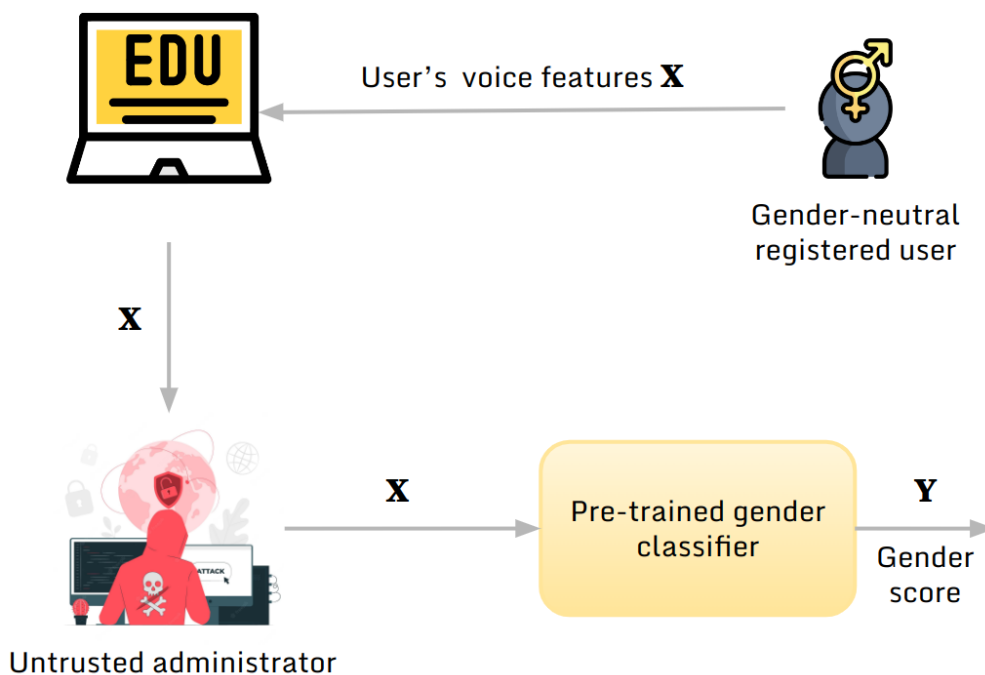 EDU
User's voice features X
Gender-neutral
registered user
X
X
Pre-trained gender
classifier
Y
Gender
score
ATTACK
Untrusted administrator